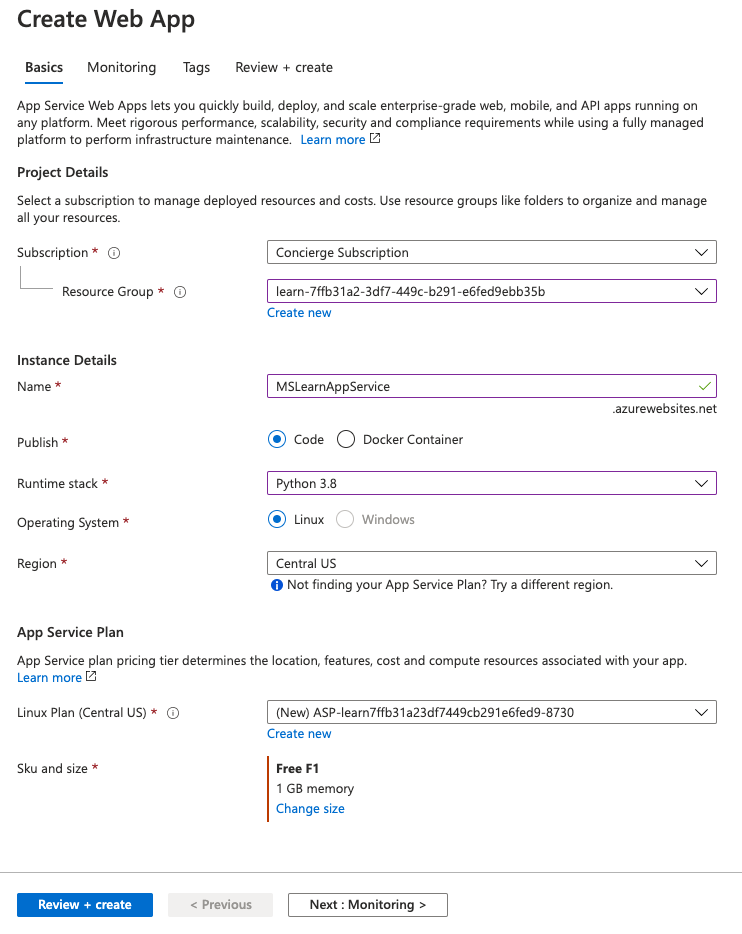 Create Web App
Basics Monitoring Tags Review + create
App Service Web Apps lets you quickly build, deploy, and scale enterprise-grade web, mobile, and API apps running on
any platform. Meet rigorous performance, scalability, security and compliance requirements while using a fully managed
platform to perform infrastructure maintenance. Learn more
Project Details
Select a subscription to manage deployed resources and costs. Use resource groups like folders to organize and manage
all your resources.
Subscription * Concierge Subscription
Resource Group * learn-7ffb31a2-3df7-449c-b291-e6fed9ebb35b
Create new
Instance Details
Name * MSLearnAppService
.azurewebsites.net
Publish * Code Docker Container
Runtime stack * Python 3.8
Operating System * Linux Windows
Region * Central US
Not finding your App Service Plan? Try a different region.
App Service Plan
App Service plan pricing tier determines the location, features, cost and compute resources associated with your app.
Learn more
Linux Plan (Central US) * (New) ASP-learn7ffb31a23df7449cb291e6fed9-8730
Create new
Sku and size * Free F1
1 GB memory
Change size
Review + create < Previous Next : Monitoring >